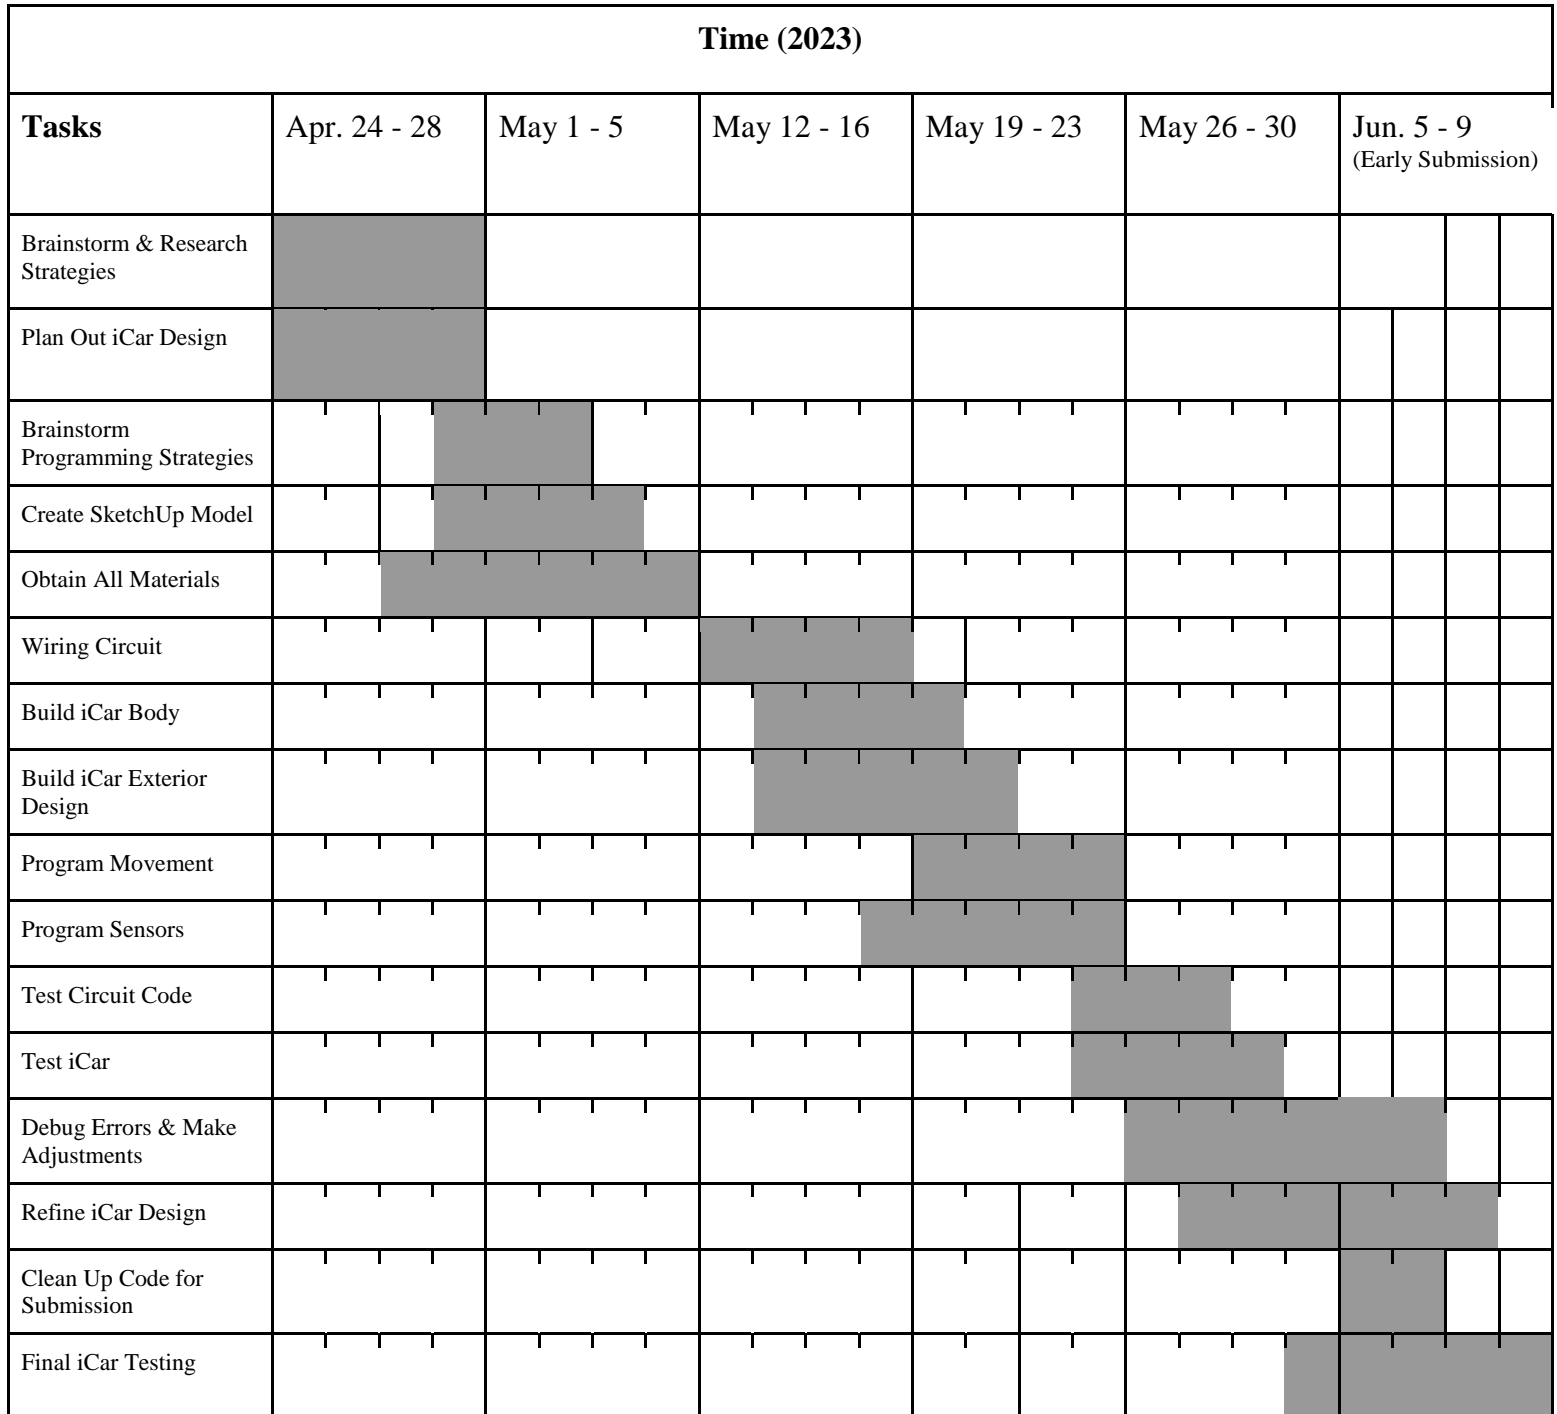 Time (2023)
Tasks
Apr. 24 - 28
May 1 - 5
May 12 - 16
May 19 - 23
May 26 - 30
Jun. 5 - 9
(Early Submission)
Brainstorm & Research
Strategies
Plan Out iCar Design
Brainstorm
Programming Strategies
Create SketchUp Model
Obtain All Materials
Wiring Circuit
Build iCar Body
Build iCar Exterior
Design
Program Movement
Program Sensors
Test Circuit Code
Test iCar
Debug Errors & Make
Adjustments
Refine iCar Design
Clean Up Code for
Submission
Final iCar Testing